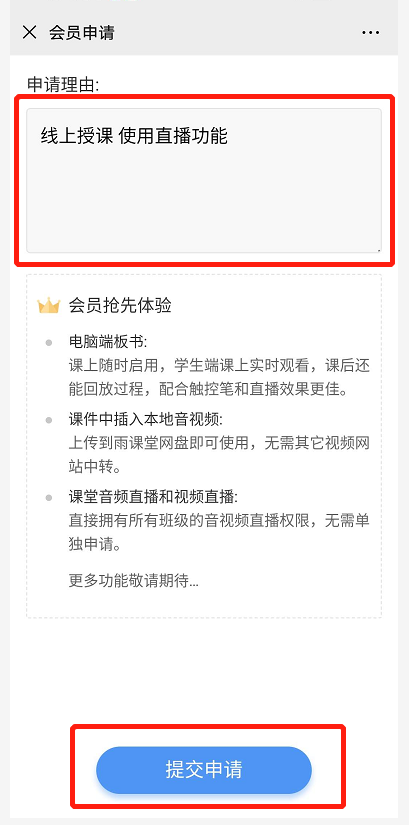 会员申请
申请理由:
线上授课 使用直播功能
会员抢先体验
电脑端板书:
课上随时启用，学生端课上实时观看，课后还
能回放过程，配合触控笔和直播效果更佳。
课件中插入本地音视频:
上传到雨课堂网盘即可使用，无需其它视频网
站中转。
课堂音频直播和视频直播:
直接拥有所有班级的音视频直播权限，无需单
独申请。
更多功能敬请期待...
提交申请